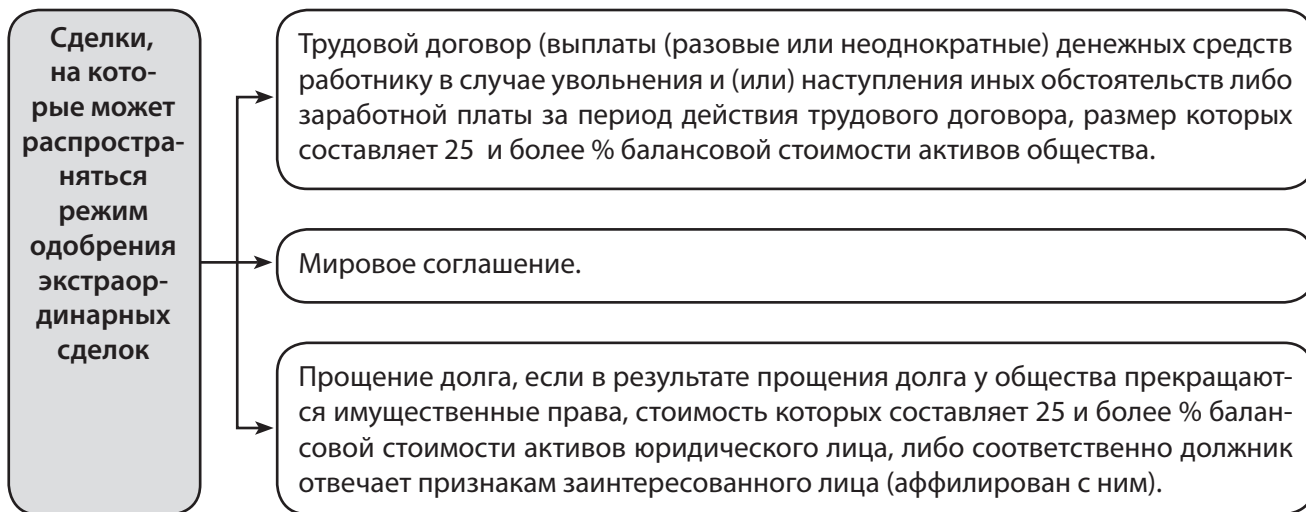 Сделки,
на кото-
рые может
распростра-
няться
режим
одобрения
экстраор-
динарных
сделок
Трудовой договор (выплаты (разовые или неоднократные) денежных средств
работнику в случае увольнения и (или) наступления иных обстоятельств либо
заработной платы за период действия трудового договора, размер которых
составляет 25 и более % балансовой стоимости активов общества.
Мировое соглашение.
Прощение долга, если в результате прощения долга у общества прекращают-
ся имущественные права, стоимость которых составляет 25 и более % балан-
совой стоимости активов юридического лица, либо соответственно должник
отвечает признакам заинтересованного лица (аффилирован с ним).